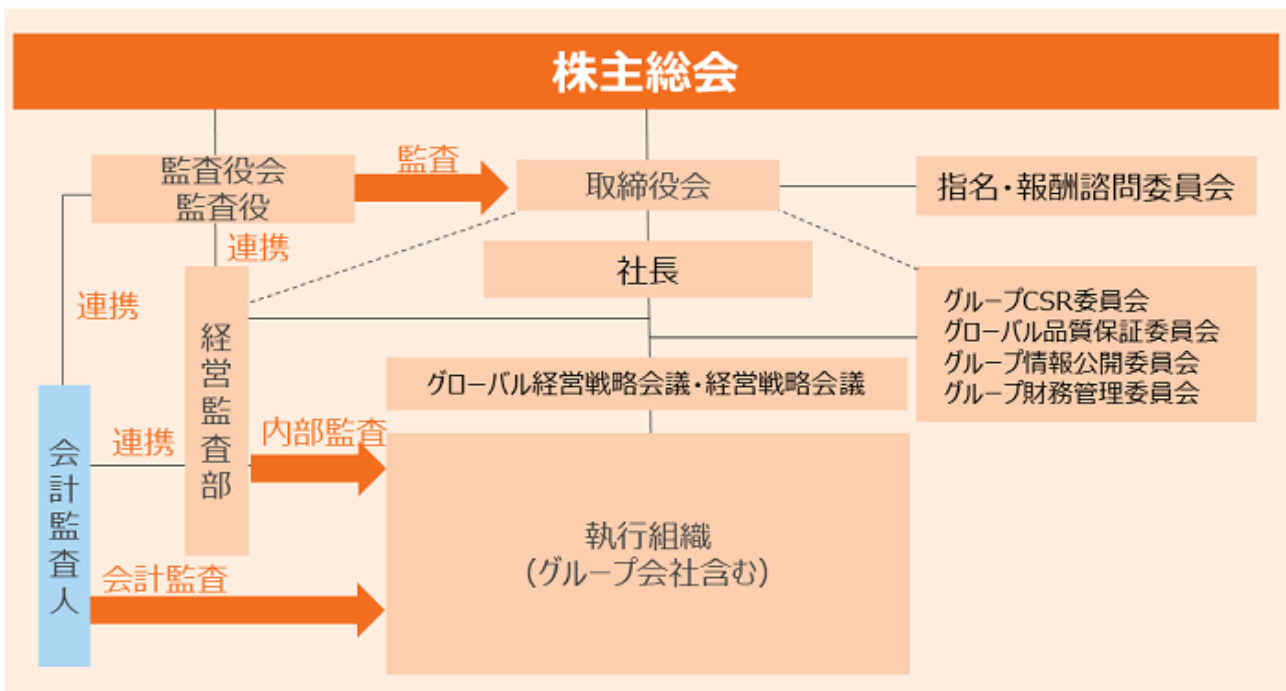 株主総会
監査役会
監査役
監査
取締役会
指名・報酬諮問委員会
連携
社長
連携
グループCSR委員会
グローバル品質保証委員会
グループ情報公開委員会
グループ財務管理委員会
経営監査部
グローバル経営戦略会議・経営戦略会議
会計監査人
連携
内部監査
執行組織
（グループ会社含む）
会計監査